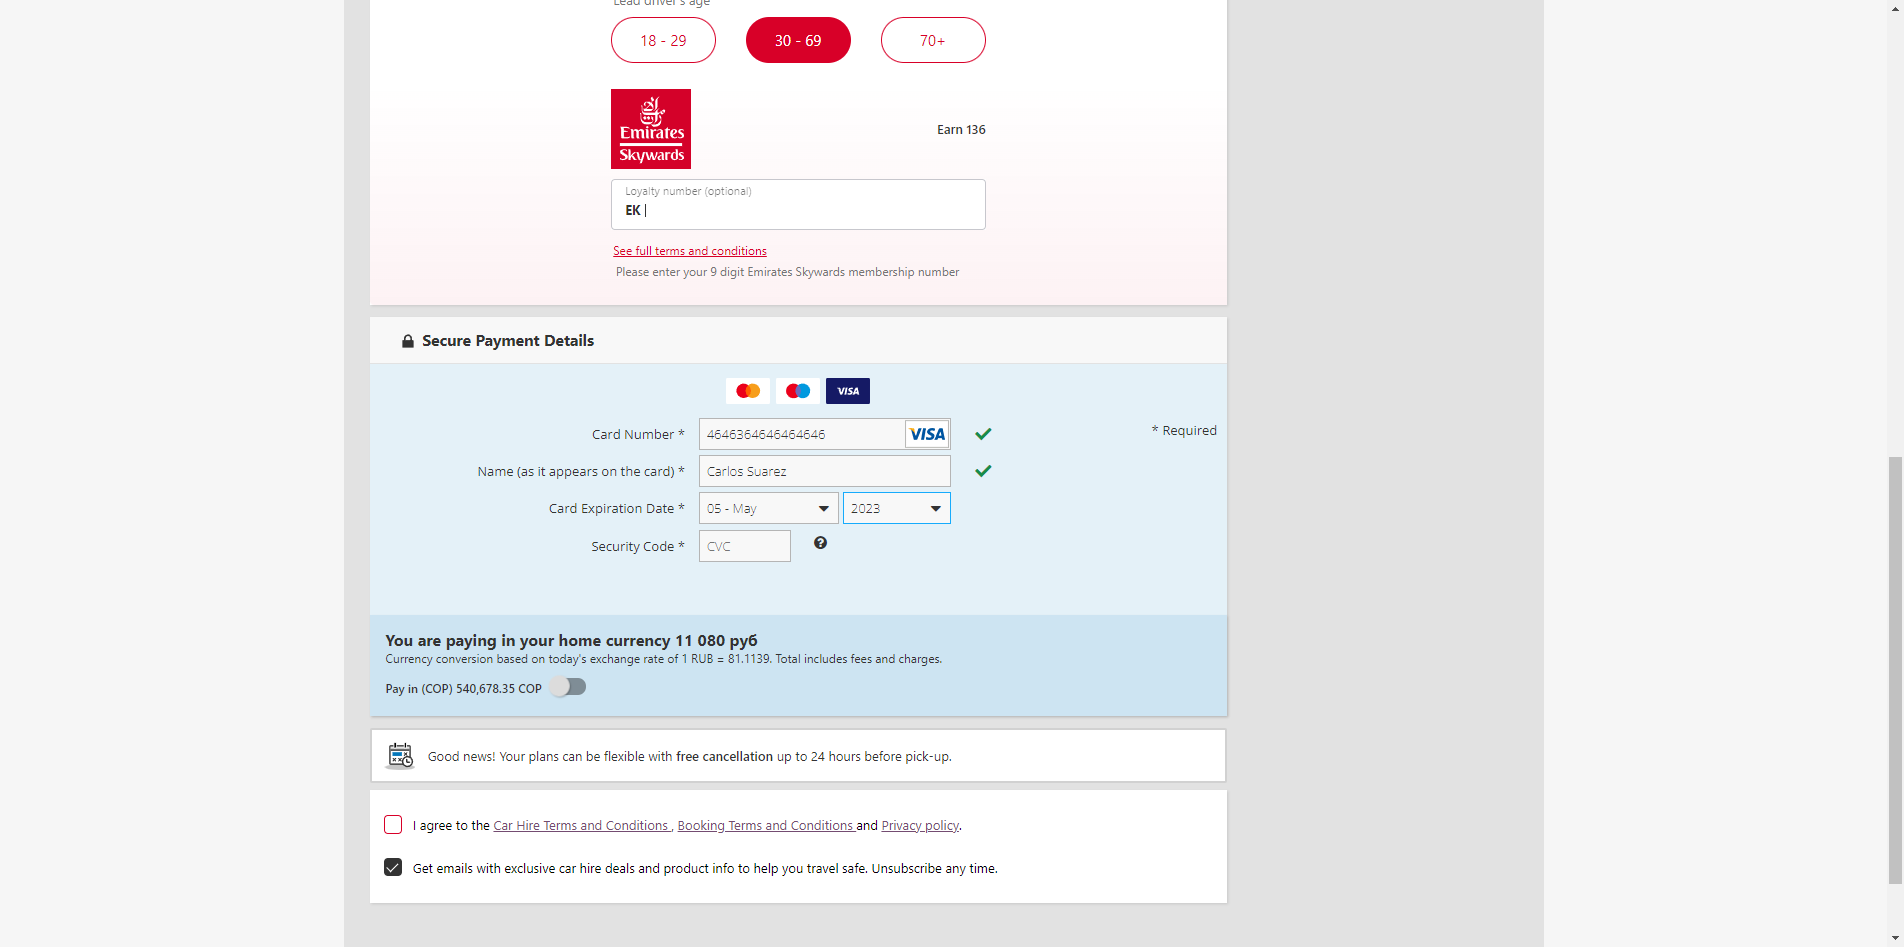 Lead driver's age
18 - 29
30 - 69
70+
Emirates
Skywards
Earn 136
Loyalty number (optional)
EK
See full terms and conditions
Please enter your 9 digit Emirates Skywards membership number
Secure Payment Details
VISA
Card Number * 4646364646464646 VISA
* Required
Name (as it appears on the card) * Carlos Suarez
Card Expiration Date * 05 - May 2023
Security Code * CVC
You are paying in your home currency 11 080 руб
Currency conversion based on today's exchange rate of 1 RUB = 81.1139. Total includes fees and charges.
Pay in (COP) 540,678.35 COP
Good news! Your plans can be flexible with free cancellation up to 24 hours before pick-up.
I agree to the Car Hire Terms and Conditions , Booking Terms and Conditions and Privacy policy.
Get emails with exclusive car hire deals and product info to help you travel safe. Unsubscribe any time.